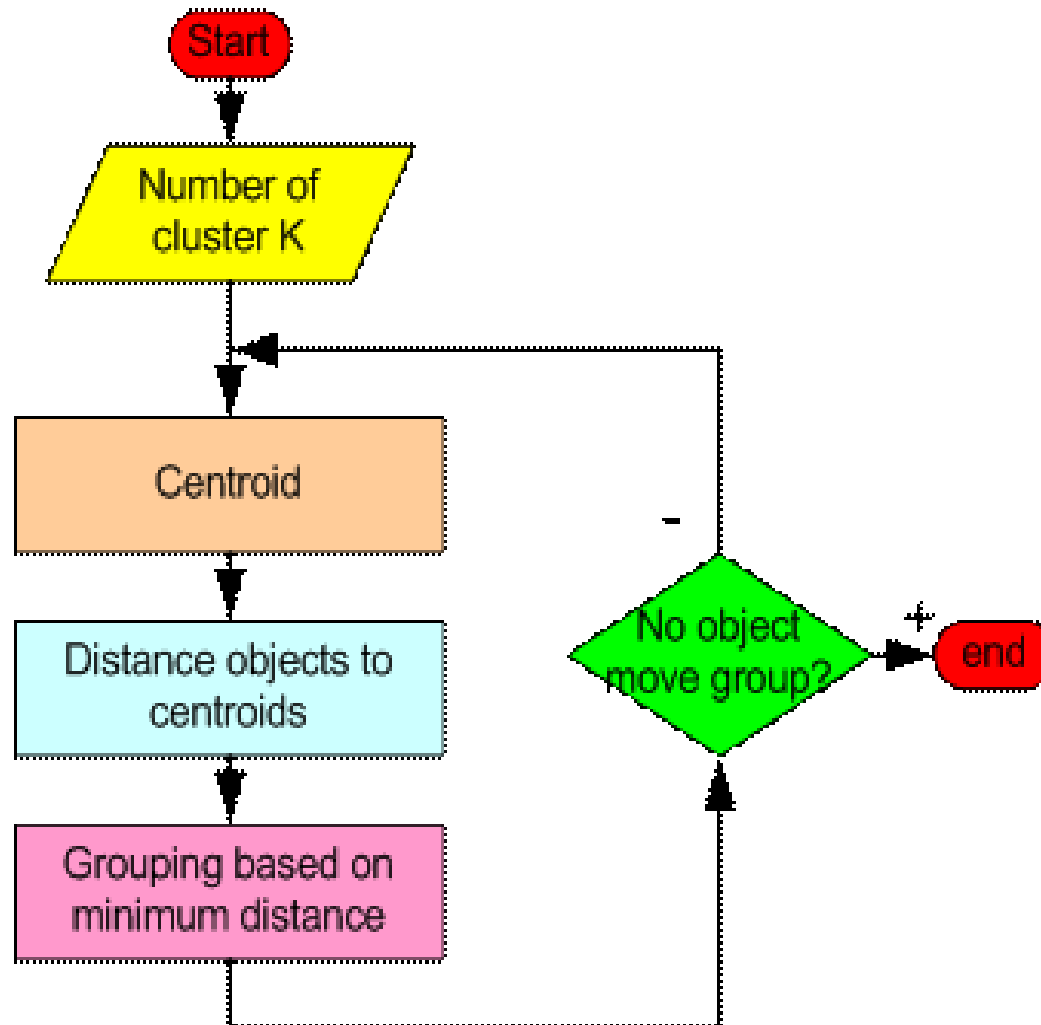 Start
Number of
cluster K
Centroid
Distance objects to
centroids
Grouping based on
minimum distance
-
No object
move group?
+
end